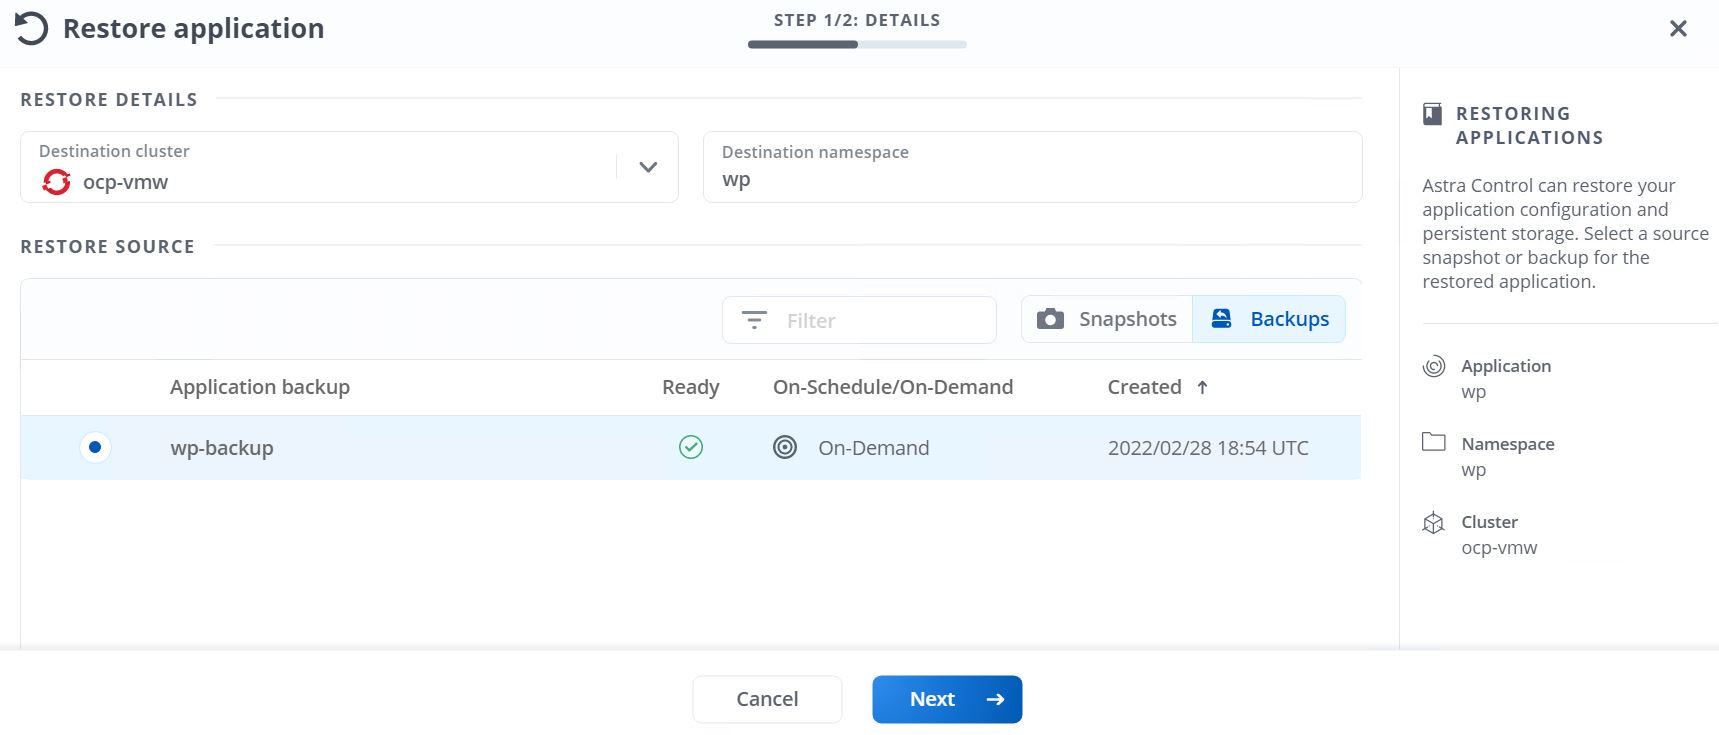 Restore application
STEP 1/2: DETAILS
RESTORE DETAILS
Destination cluster
ocp-vmw
Destination namespace
wp
RESTORE SOURCE
Filter
Snapshots
Backups
Application backup
Ready
On-Schedule/On-Demand
Created
wp-backup
On-Demand
2022/02/28 18:54 UTC
RESTORING
APPLICATIONS
Astra Control can restore your
application configuration and
persistent storage. Select a source
snapshot or backup for the
restored application.
Application
wp
Namespace
wp
Cluster
ocp-vmw
Cancel
Next